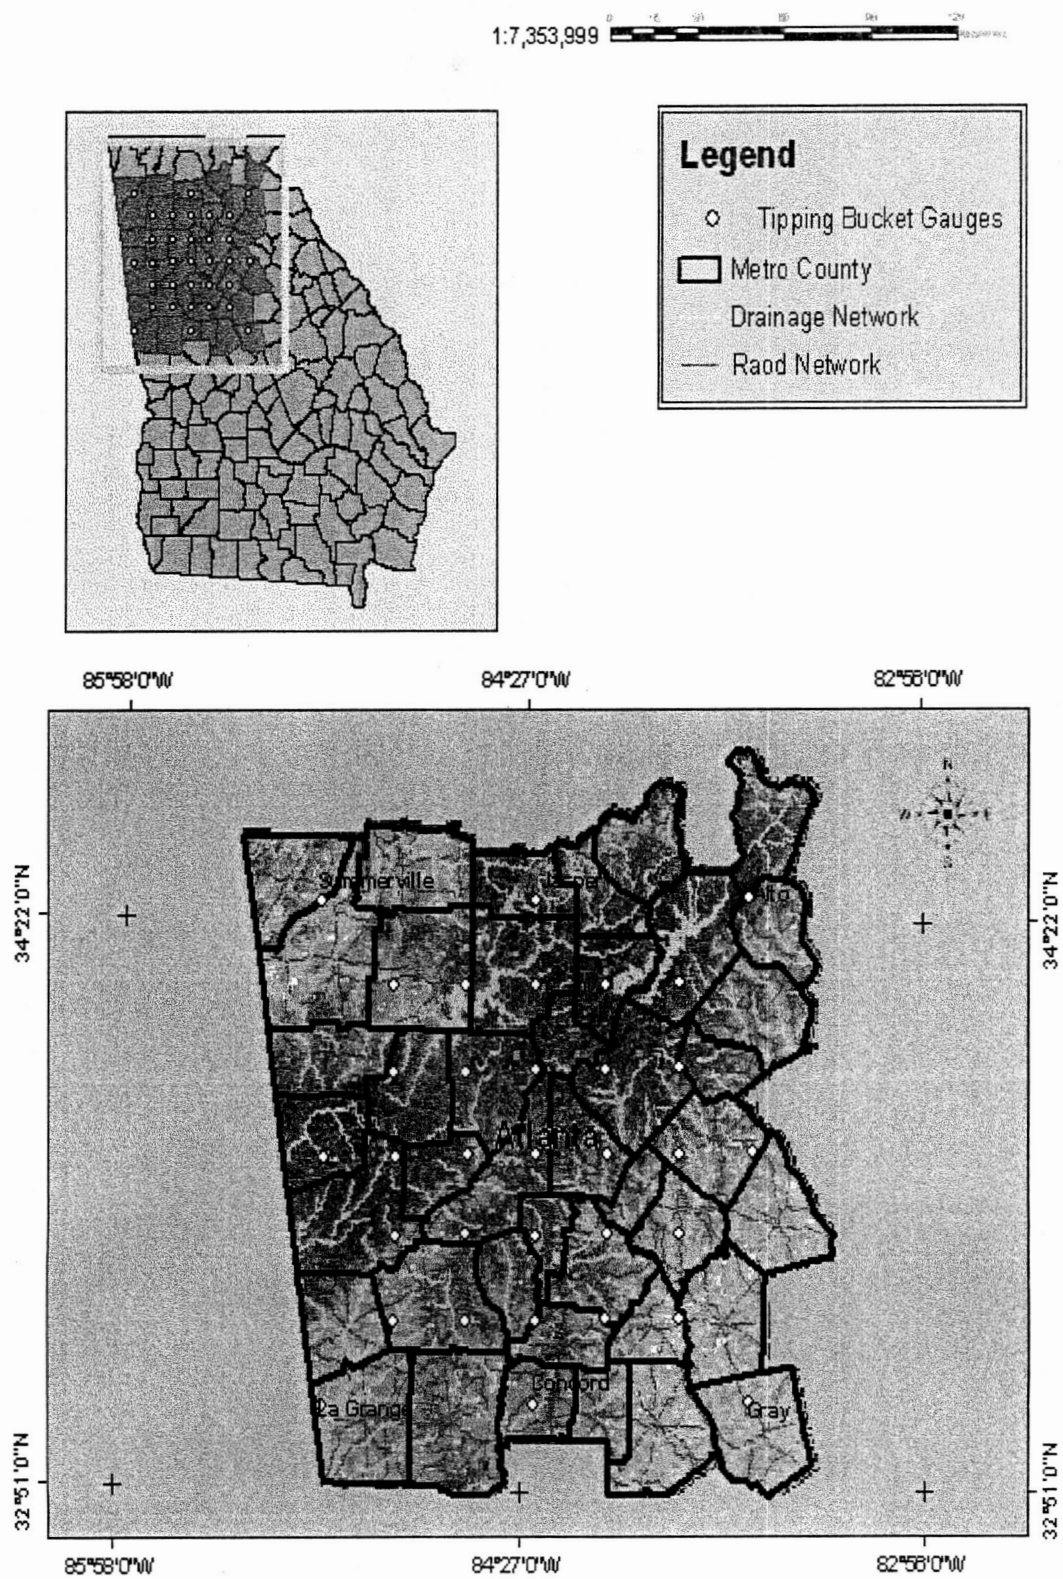 1:7,353,999
Legend
Tipping Bucket Gauges
Metro County
Drainage Network
Raod Network
85°58'0"W 84°27'0"W 82°56'0"W
N
34°22'0"N
34°22'0"N
S
Summerville
Alto
Atlanta
Concord
La Grange
Gray
32°51'0"N
32°51'0"N
85°58'0"W 84°27'0"W 82°56'0"W